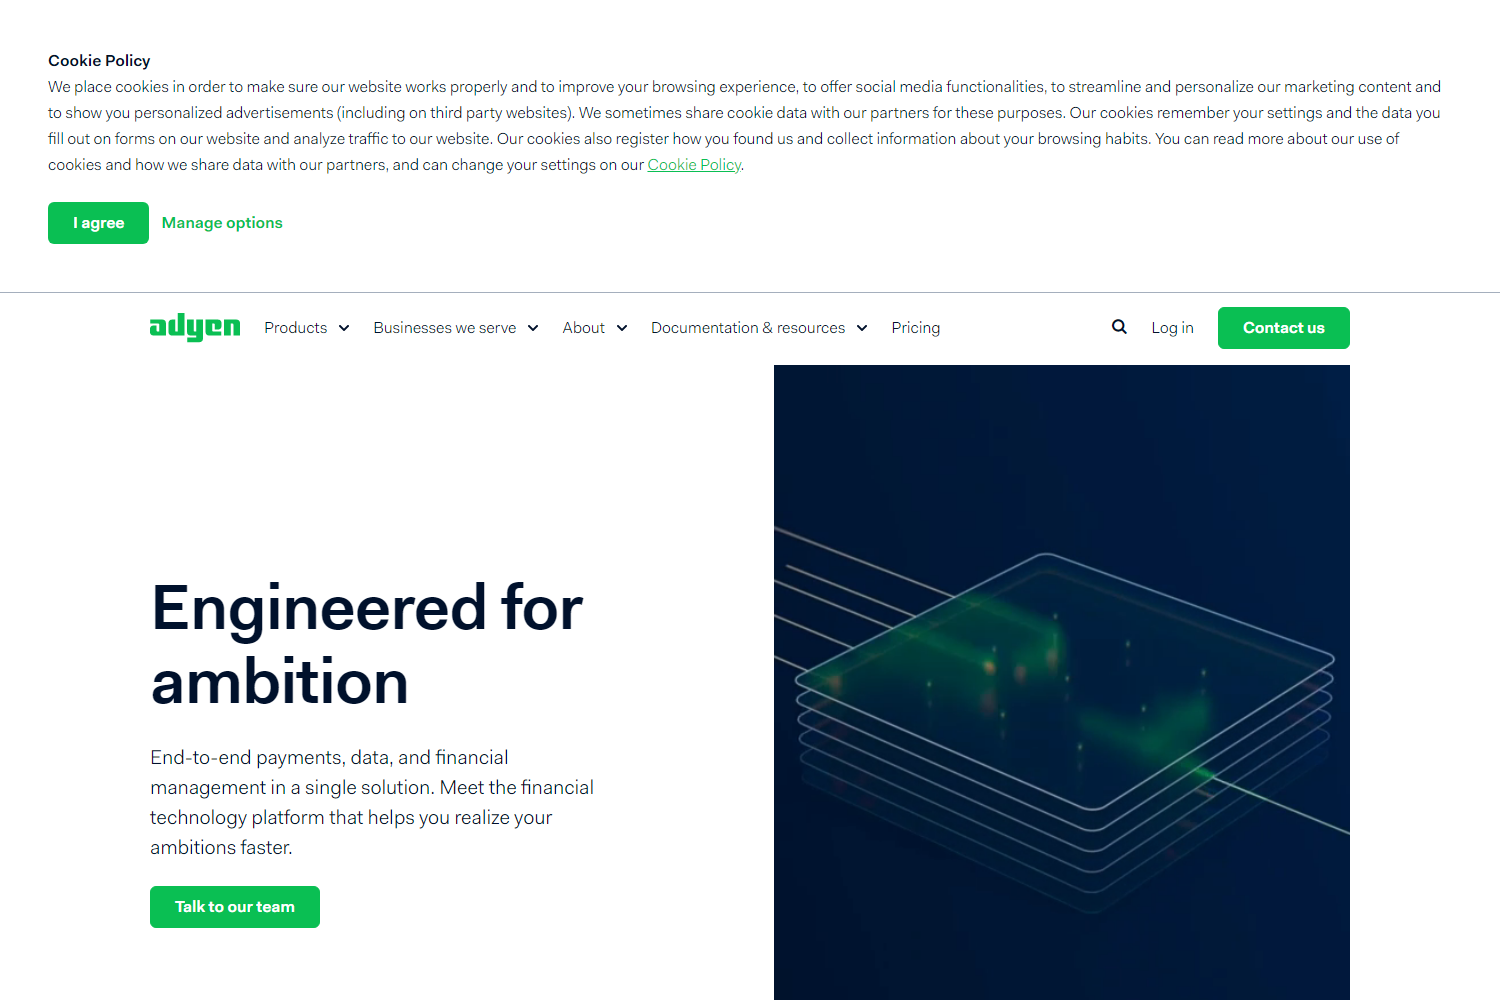 Cookie Policy
We place cookies in order to make sure our website works properly and to improve your browsing experience, to offer social media functionalities, to streamline and personalize our marketing content and
to show you personalized advertisements (including on third party websites). We sometimes share cookie data with our partners for these purposes. Our cookies remember your settings and the data you
fill out on forms on our website and analyze traffic to our website. Our cookies also register how you found us and collect information about your browsing habits. You can read more about our use of
cookies and how we share data with our partners, and can change your settings on our Cookie Policy.
I agree Manage options
adyen Products Businesses we serve About Documentation & resources Pricing Log in Contact us
Engineered for
ambition
End-to-end payments, data, and financial
management in a single solution. Meet the financial
technology platform that helps you realize your
ambitions faster.
Talk to our team